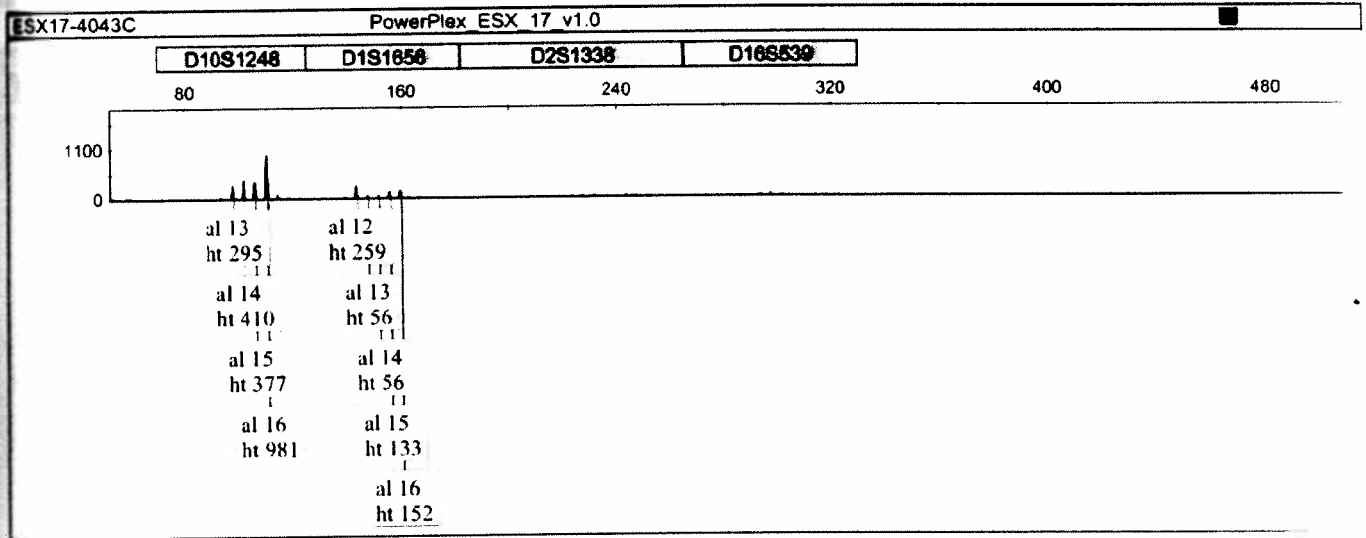 ESX17-4043C PowerPlex_ESX_17_v1.0
D10S1248 D1S1656 D2S1338 D16S539
80 160 240 320 400 480
1100
0
al 13 al 12
ht 295 ht 259
al 14 al 13
ht 410 ht 56
al 15 al 14
ht 377 ht 56
al 16 al 15
ht 981 ht 133
al 16
ht 152